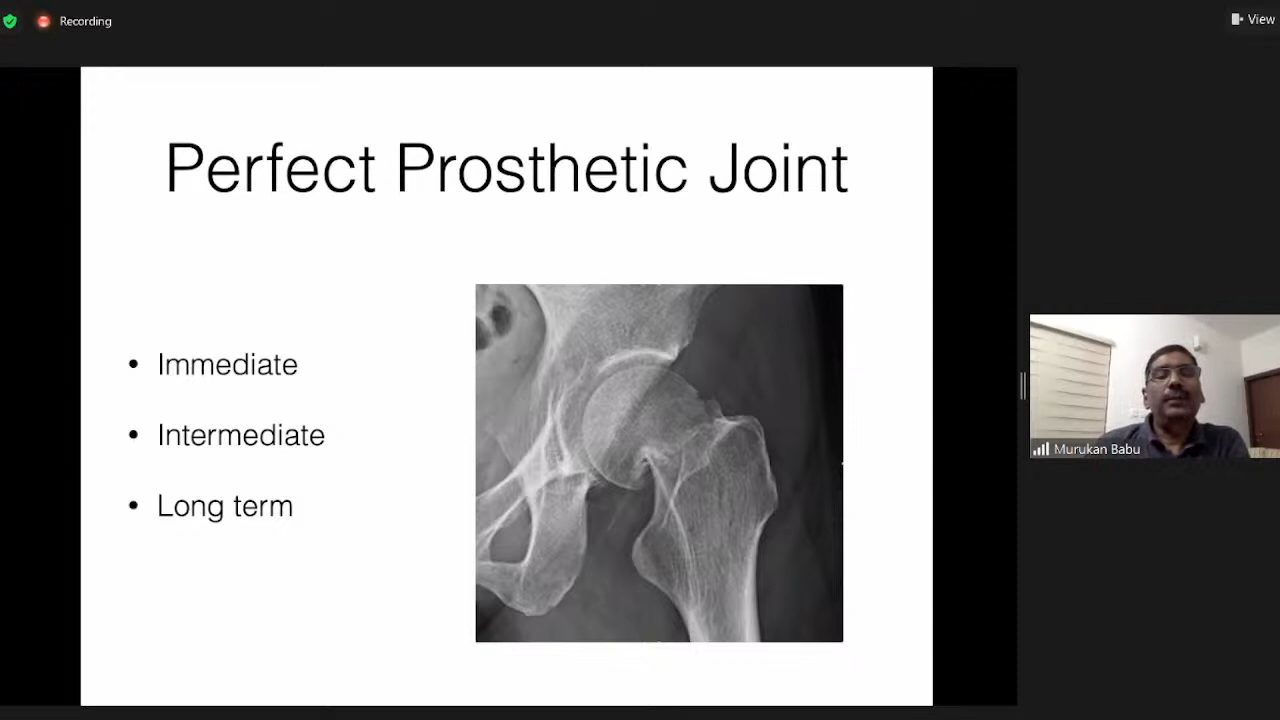 Recording
View
Perfect Prosthetic Joint
• Immediate
• Intermediate
• Long term
Murukan Babu